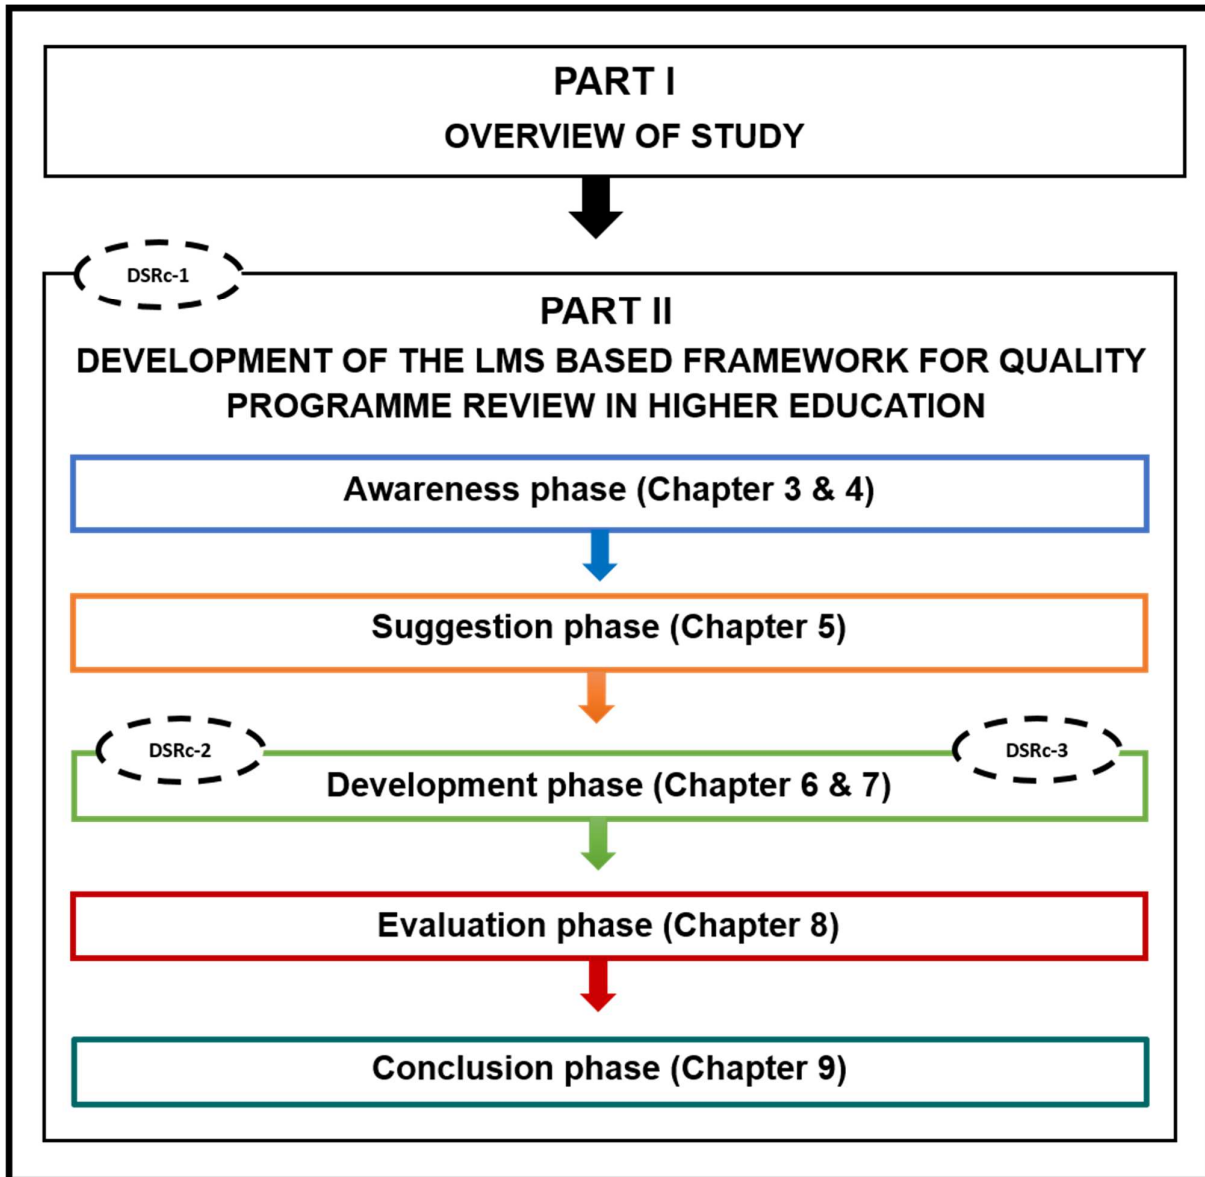 PART I
OVERVIEW OF STUDY
DSRc-1
PART II
DEVELOPMENT OF THE LMS BASED FRAMEWORK FOR QUALITY
PROGRAMME REVIEW IN HIGHER EDUCATION
Awareness phase (Chapter 3 & 4)
Suggestion phase (Chapter 5)
DSRc-2
DSRc-3
Development phase (Chapter 6 & 7)
Evaluation phase (Chapter 8)
Conclusion phase (Chapter 9)